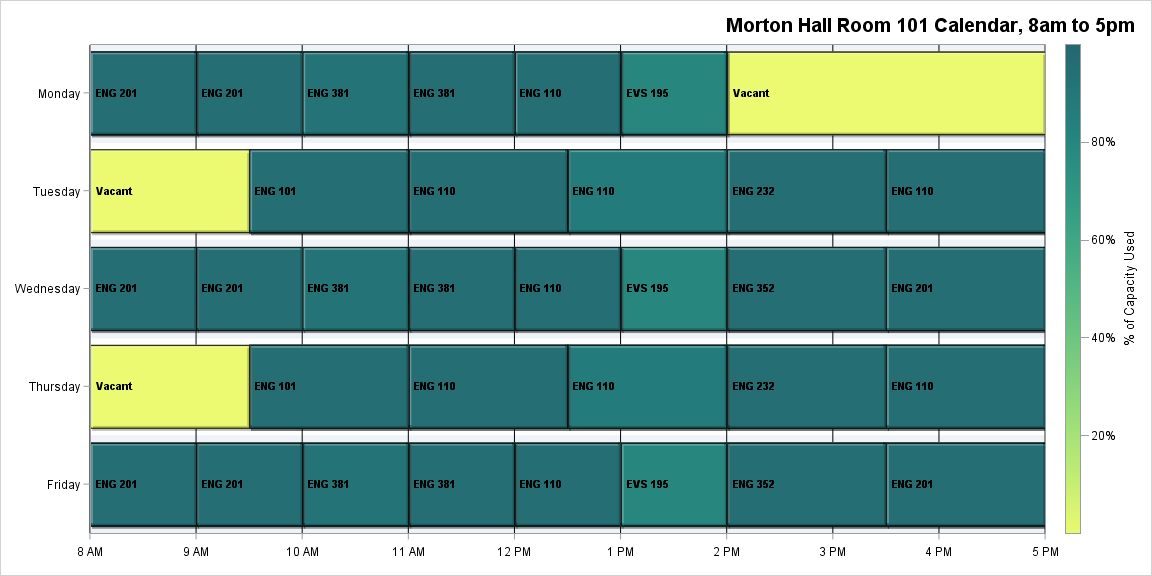 Morton Hall Room 101 Calendar, 8am to 5pm
Monday ENG 201 ENG 201 ENG 381 ENG 381 ENG 110 EVS 195 Vacant
80%
Tuesday Vacant ENG 101 ENG 110 ENG 110 ENG 232 ENG 110
60%
% of Capacity Used
Wednesday ENG 201 ENG 201 ENG 381 ENG 381 ENG 110 EVS 195 ENG 352 ENG 201
40%
Thursday Vacant ENG 101 ENG 110 ENG 110 ENG 232 ENG 110
20%
Friday ENG 201 ENG 201 ENG 381 ENG 381 ENG 110 EVS 195 ENG 352 ENG 201
8 AM 9 AM 10 AM 11 AM 12 PM 1 PM 2 PM 3 PM 4 PM 5 PM